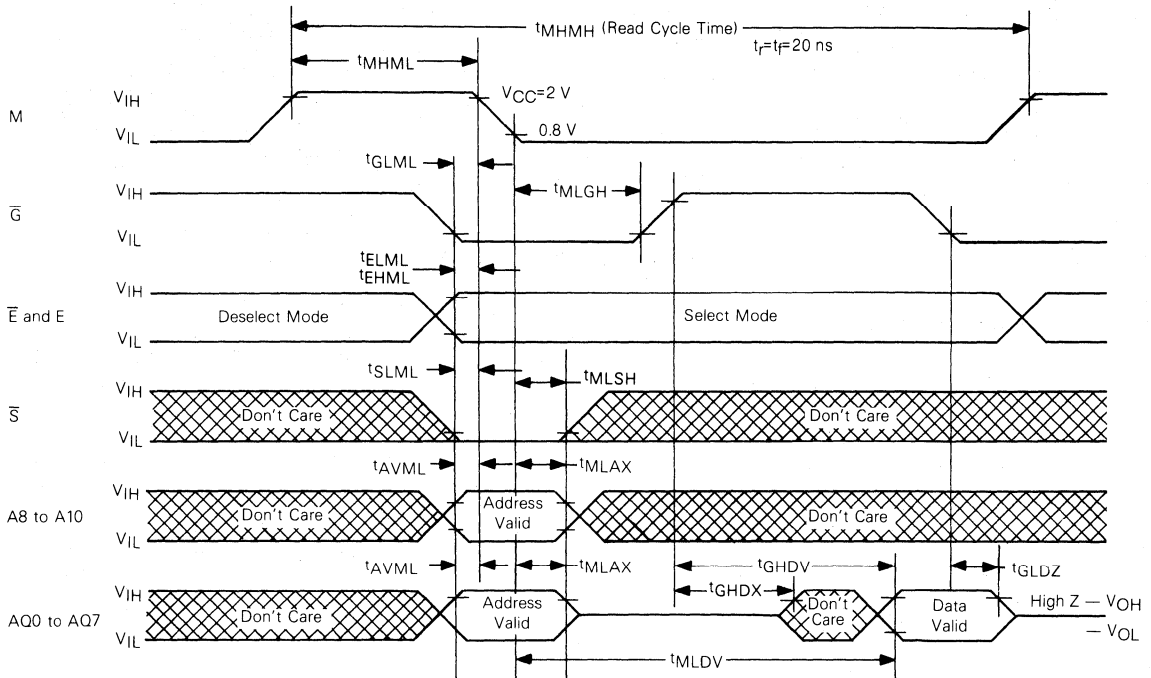 tMHMH (Read Cycle Time)
tr=tf=20 ns
tMHML
M
VIH
VIL
VCC=2 V
0.8 V
tGLML
tMLGH
G̅
VIH
VIL
tELML
tEHML
E̅ and E
VIH
VIL
Deselect Mode
Select Mode
tSLML
tMLSH
S̅
VIH
VIL
Don't Care
Don't Care
tAVML
tMLAX
A8 to A10
VIH
VIL
Don't Care
Address
Valid
Don't Care
tAVML
tMLAX
tGHDV
tGLDZ
tGHDX
AQ0 to AQ7
VIH
VIL
Don't Care
Address
Valid
Don't
Care
Data
Valid
High Z — VOH
— VOL
tMLDV